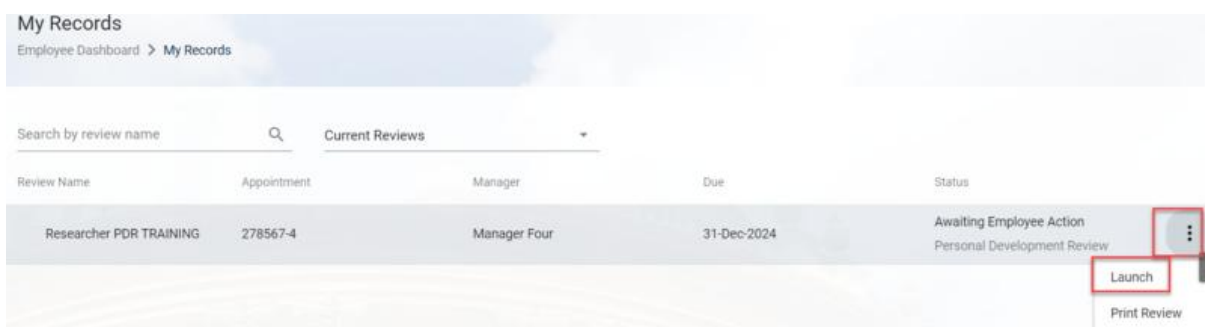 My Records
Employee Dashboard > My Records
Search by review name Current Reviews
Review Name Appointment Manager Due Status
Researcher PDR TRAINING 278567-4 Manager Four 31-Dec-2024 Awaiting Employee Action
Personal Development Review
Launch
Print Review